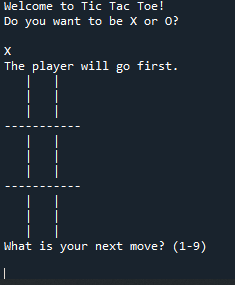 Welcome to Tic Tac Toe!
Do you want to be X or O?
X
The player will go first.
   |   |
   |   |
   |   |
-----------
   |   |
   |   |
   |   |
-----------
   |   |
   |   |
   |   |
What is your next move? (1-9)